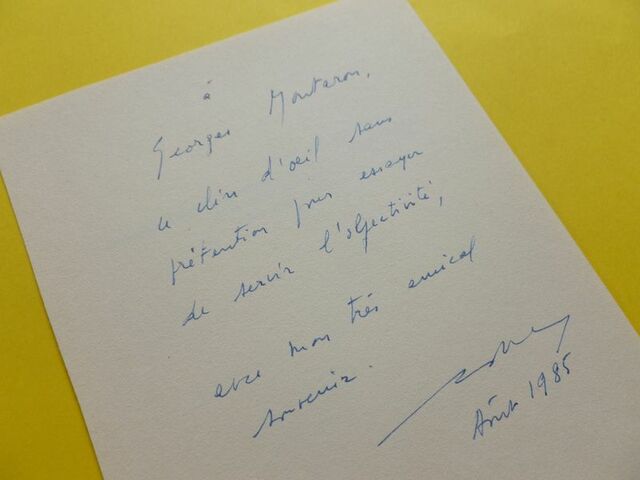 à
Georges Montaron,
ce clin d'oeil sans
prétention pour essayer
de servir l'objectivité,
avec mon très amical
souvenir.
Août 1985